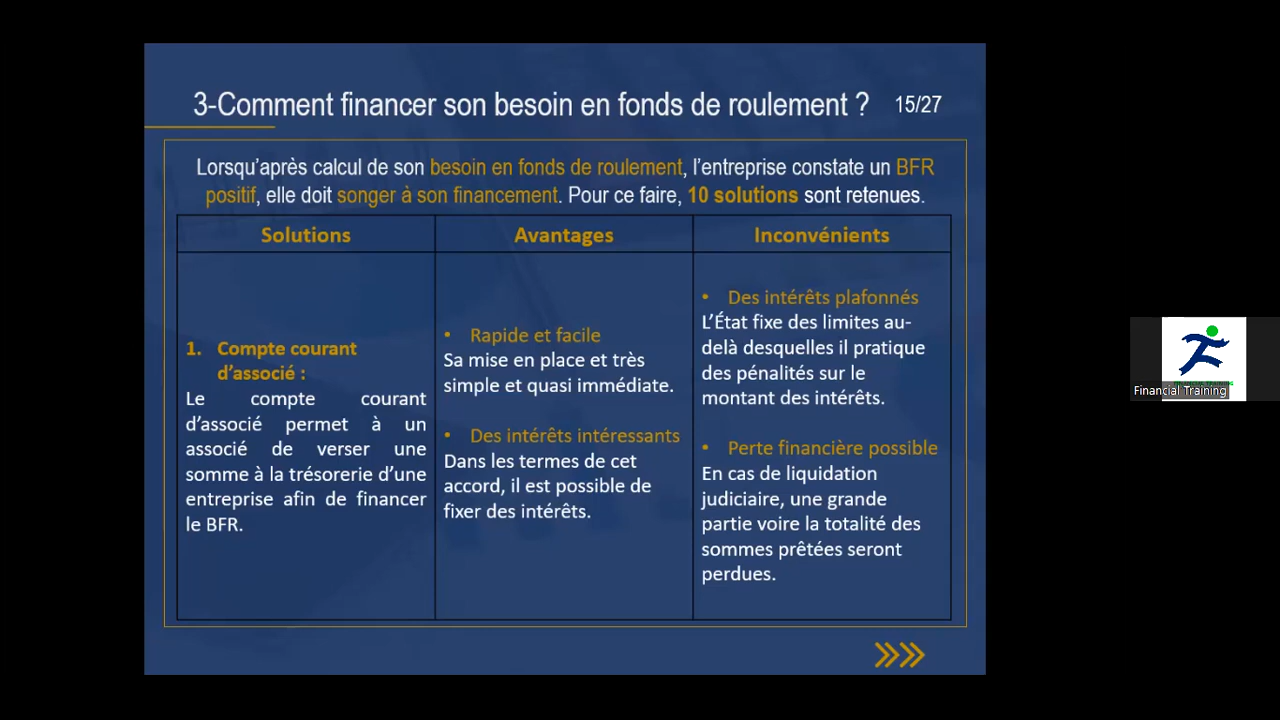 3-Comment financer son besoin en fonds de roulement ?
15/27
Lorsqu'après calcul de son besoin en fonds de roulement, l'entreprise constate un BFR
positif, elle doit songer à son financement. Pour ce faire, 10 solutions sont retenues.
Solutions
Avantages
Inconvénients
1. Compte courant
d'associé :
Le compte courant
d'associé permet à un
associé de verser une
somme à la trésorerie d'une
entreprise afin de financer
le BFR.
• Rapide et facile
Sa mise en place et très
simple et quasi immédiate.
• Des intérêts intéressants
Dans les termes de cet
accord, il est possible de
fixer des intérêts.
• Des intérêts plafonnés
L'État fixe des limites au-
delà desquelles il pratique
des pénalités sur le
montant des intérêts.
• Perte financière possible
En cas de liquidation
judiciaire, une grande
partie voire la totalité des
sommes prêtées seront
perdues.
Financial Training